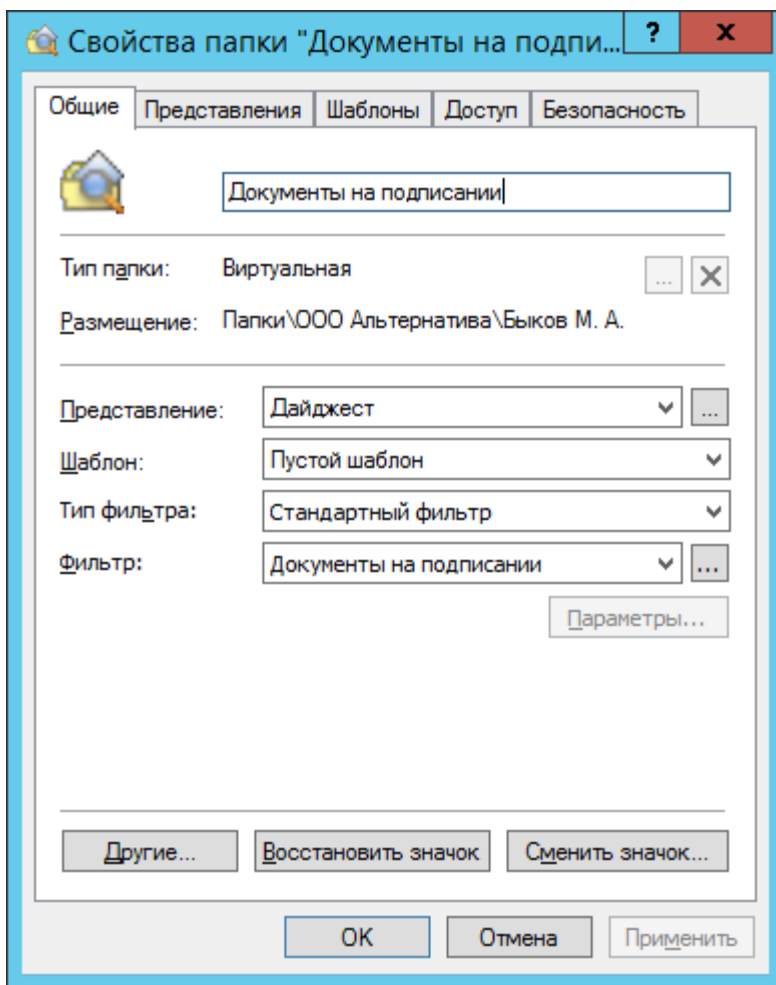 Свойства папки "Документы на подпи...
Общие Представления Шаблоны Доступ Безопасность
Документы на подписании
Тип папки: Виртуальная ...
Размещение: Папки\ООО Альтернатива\Быков М. А.
Представление: Дайджест ...
Шаблон: Пустой шаблон
Тип фильтра: Стандартный фильтр
Фильтр: Документы на подписании ...
Параметры...
Другие... Восстановить значок Сменить значок...
OK Отмена Применить